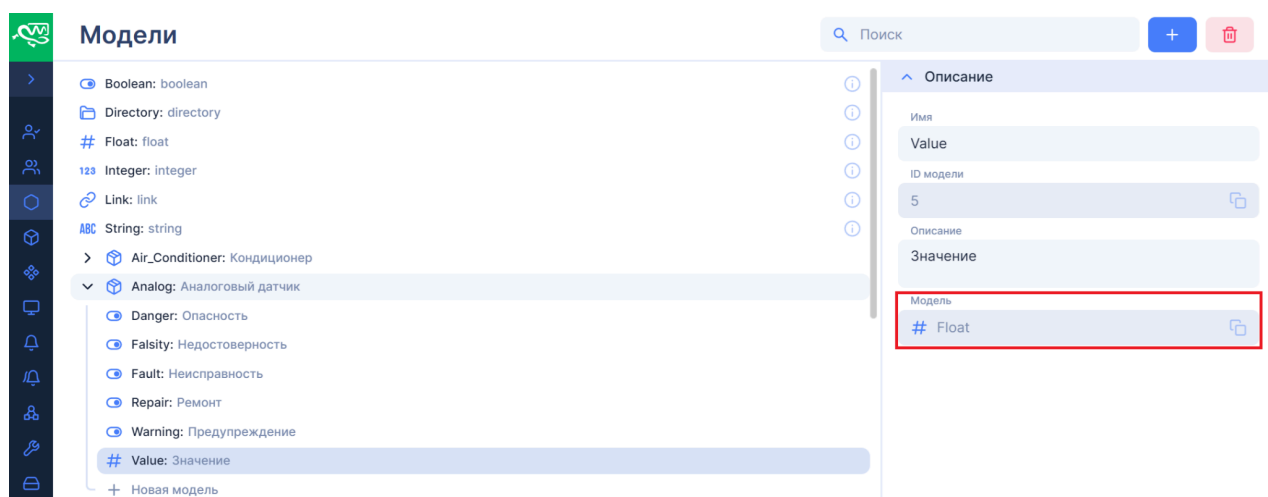 Модели
Поиск
Boolean: boolean
Directory: directory
Float: float
123 Integer: integer
Link: link
ABC String: string
Air_Conditioner: Кондиционер
Analog: Аналоговый датчик
Danger: Опасность
Falsity: Недостоверность
Fault: Неисправность
Repair: Ремонт
Warning: Предупреждение
Value: Значение
Новая модель
Описание
Имя
Value
ID модели
5
Описание
Значение
Модель
# Float